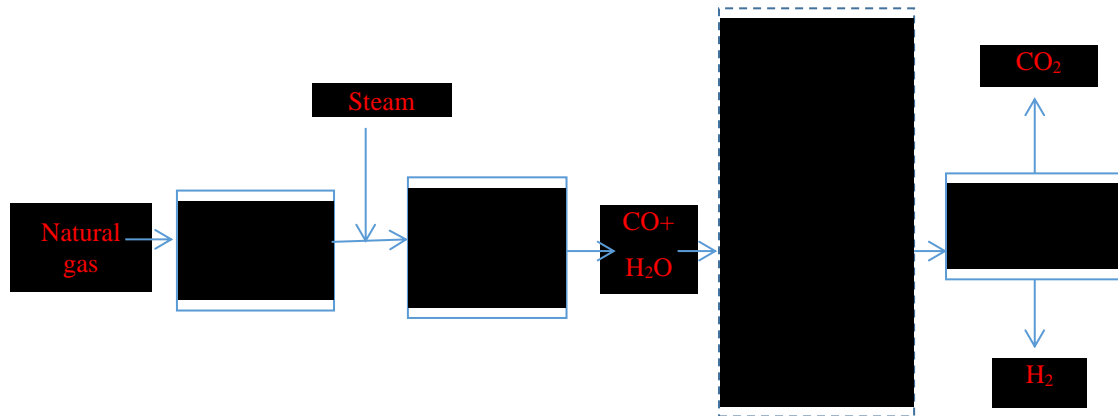 Steam
Natural
gas
CO+
H₂O
CO₂
H₂